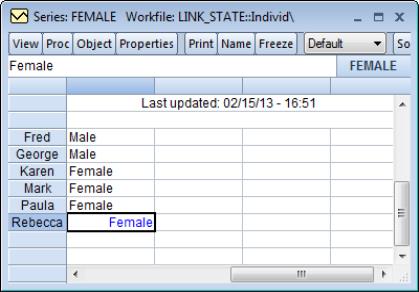 Series: FEMALE Workfile: LINK_STATE::Individ\
View Proc Object Properties Print Name Freeze Default So
Female FEMALE
Last updated: 02/15/13 - 16:51
Fred Male
George Male
Karen Female
Mark Female
Paula Female
Rebecca Female